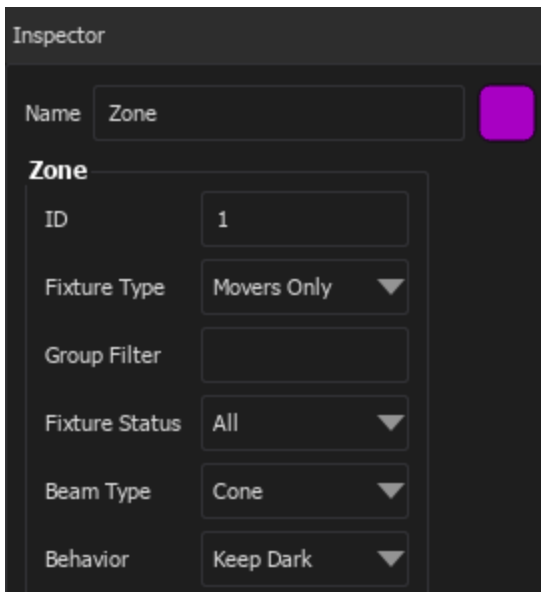 Inspector
Name Zone
Zone
ID 1
Fixture Type Movers Only
Group Filter
Fixture Status All
Beam Type Cone
Behavior Keep Dark